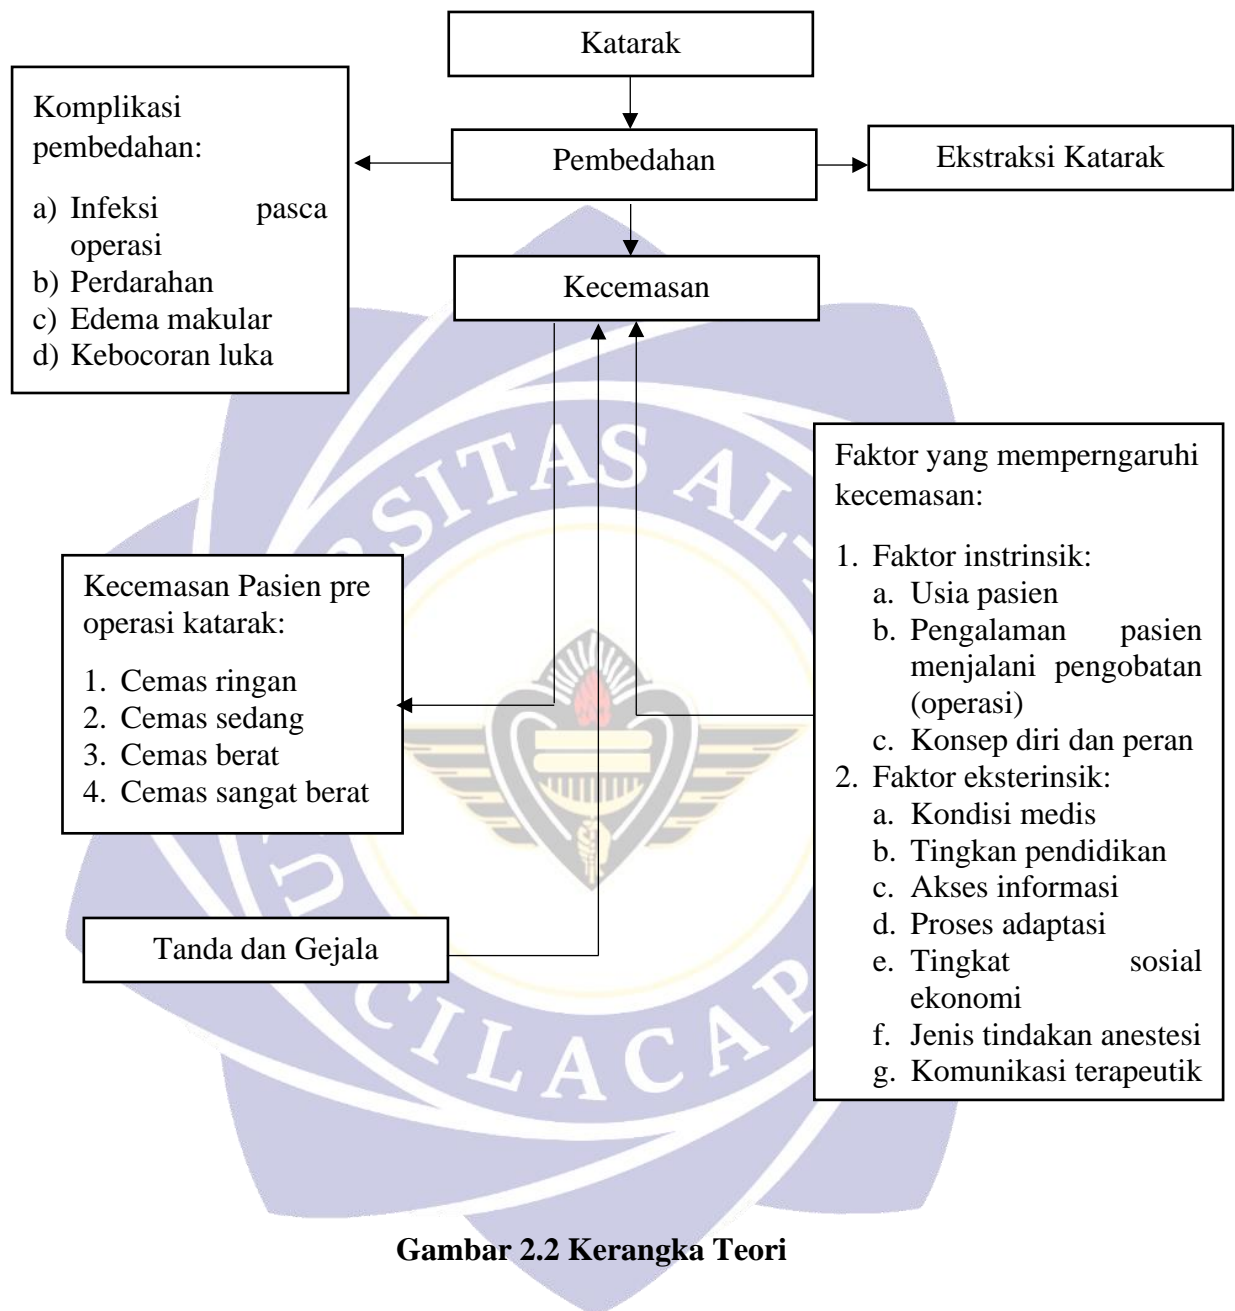 Katarak
Komplikasi
pembedahan:
a) Infeksi pasca
operasi
b) Perdarahan
c) Edema makular
d) Kebocoran luka
Pembedahan
Ekstraksi Katarak
Kecemasan
Faktor yang memperngaruhi
kecemasan:
1. Faktor instrinsik:
a. Usia pasien
b. Pengalaman pasien
menjalani pengobatan
(operasi)
c. Konsep diri dan peran
2. Faktor eksterinsik:
a. Kondisi medis
b. Tingkan pendidikan
c. Akses informasi
d. Proses adaptasi
e. Tingkat sosial
ekonomi
f. Jenis tindakan anestesi
g. Komunikasi terapeutik
Kecemasan Pasien pre
operasi katarak:
1. Cemas ringan
2. Cemas sedang
3. Cemas berat
4. Cemas sangat berat
Tanda dan Gejala
CILACAP
Gambar 2.2 Kerangka Teori